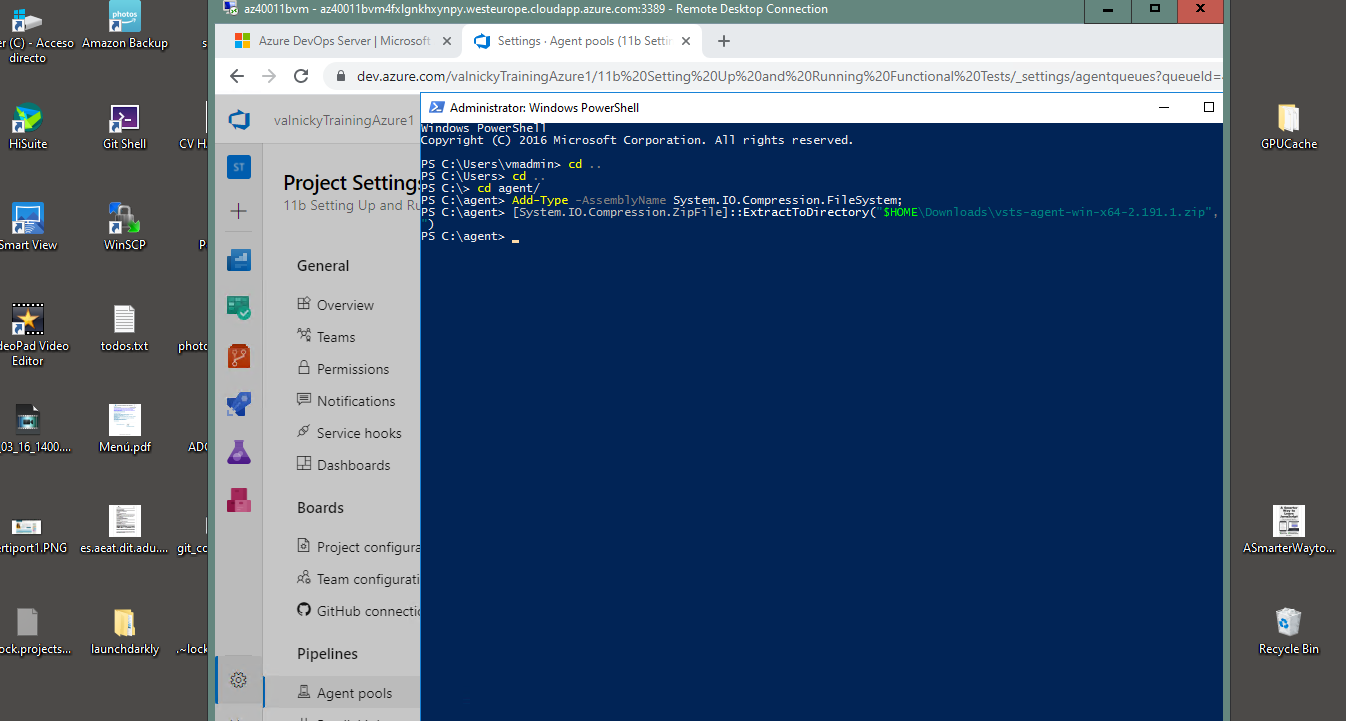 az40011bvm - az40011bvm4fxlgnkhxynpy.westeurope.cloudapp.azure.com:3389 - Remote Desktop Connection
Azure DevOps Server | Microsoft
Settings · Agent pools (11b Settin
dev.azure.com/valnickyTrainingAzure1/11b%20Setting%20Up%20and%20Running%20Functional%20Tests/_settings/agentqueues?queueId=
valnickyTrainingAzure1
ST
Project Settings
11b Setting Up and Ru
General
Overview
Teams
Permissions
Notifications
Service hooks
Dashboards
Boards
Project configura
Team configurati
GitHub connectio
Pipelines
Agent pools
Administrator: Windows PowerShell
Windows PowerShell
Copyright (C) 2016 Microsoft Corporation. All rights reserved.
PS C:\Users\vmadmin> cd ..
PS C:\Users> cd ..
PS C:\> cd agent/
PS C:\agent> Add-Type -AssemblyName System.IO.Compression.FileSystem;
PS C:\agent> [System.IO.Compression.ZipFile]::ExtractToDirectory("$HOME\Downloads\vsts-agent-win-x64-2.191.1.zip",
")
PS C:\agent>
er (C) - Acceso
directo
Amazon Backup
photos
s
HiSuite
Git Shell
CV H
Smart View
WinSCP
P
deoPad Video
Editor
todos.txt
photo
_03_16_1400....
Menú.pdf
ADO
ertiport1.PNG
es.aeat.dit.adu....
git_co
ock.projects...
launchdarkly
.~lock
GPUCache
ASmarterWayto...
Recycle Bin